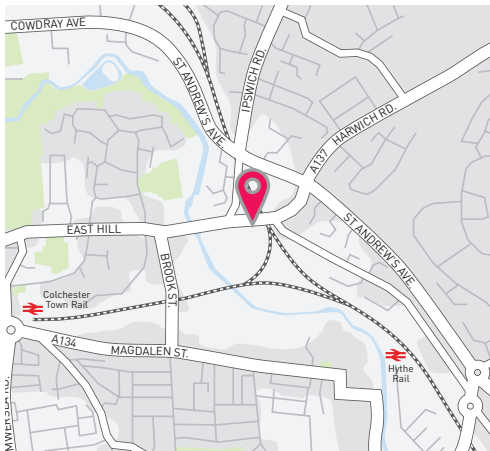 COWDRAY AVE
ST ANDREW'S AVE.
IPSWICH RD.
A137 HARWICH RD.
EAST HILL
ST ANDREW'S AVE.
BROOK ST.
Colchester
Town Rail
A134
MAGDALEN ST.
Hythe
Rail
RD.